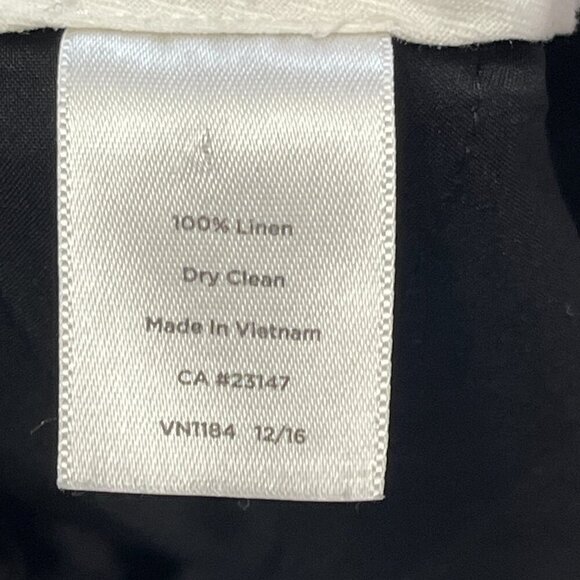 100% Linen
Dry Clean
Made In Vietnam
CA #23147
VN1184 12/16